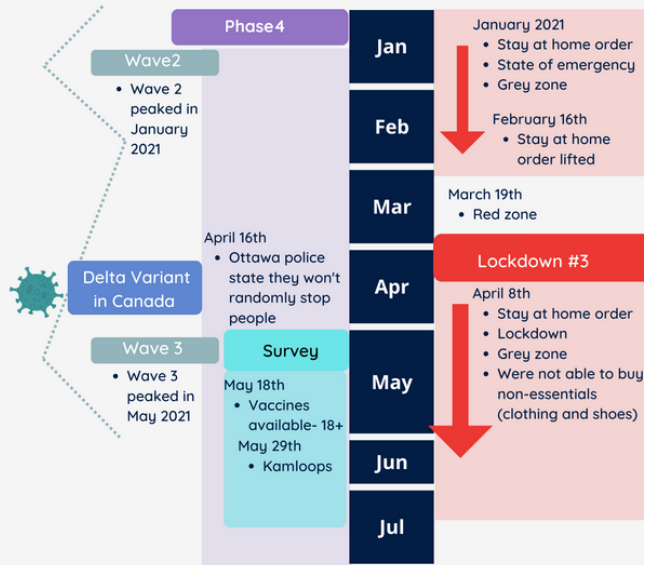 Phase4
Wave2
• Wave 2
peaked in
January
2021
Delta Variant
in Canada
Wave 3
• Wave 3
peaked in
May 2021
April 16th
• Ottawa police
state they won't
randomly stop
people
Survey
May 18th
• Vaccines
available- 18+
May 29th
• Kamloops
Jan
Feb
Mar
Apr
May
Jun
Jul
January 2021
• Stay at home order
• State of emergency
• Grey zone
February 16th
• Stay at home
order lifted
March 19th
• Red zone
Lockdown #3
April 8th
• Stay at home order
• Lockdown
• Grey zone
• Were not able to buy
non-essentials
(clothing and shoes)